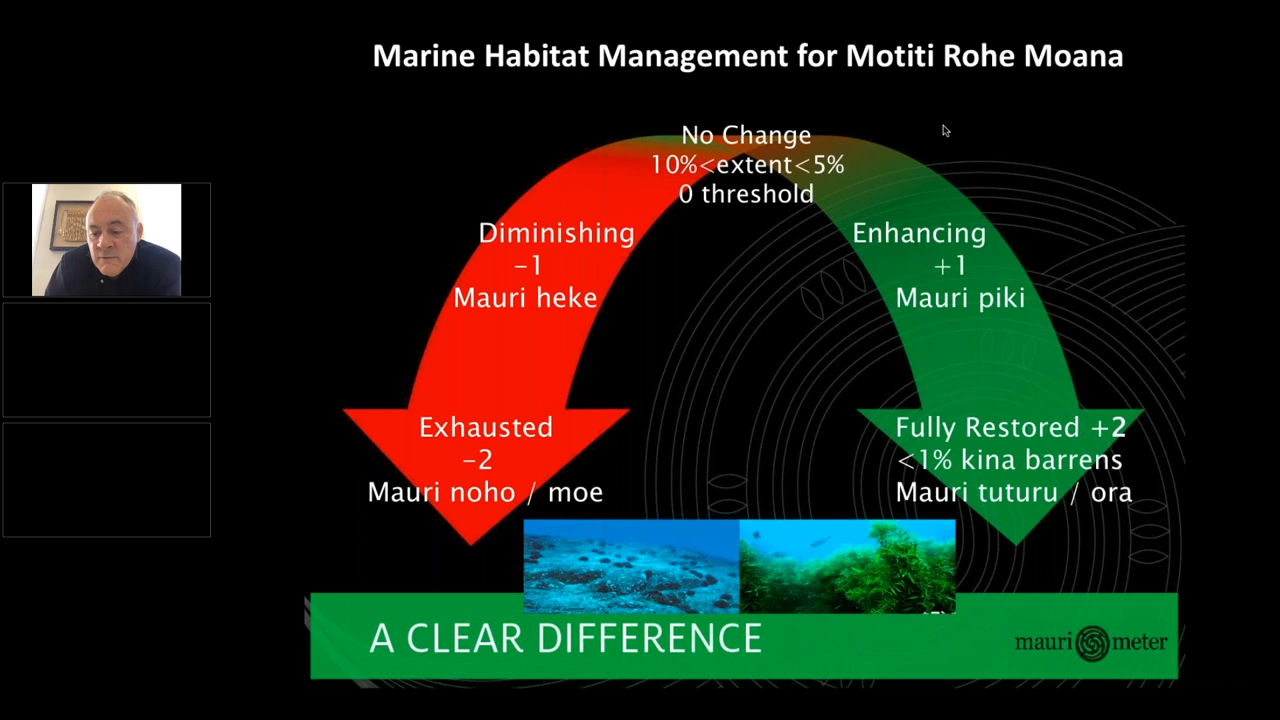 Marine Habitat Management for Motiti Rohe Moana
No Change
10%<extent<5%
0 threshold
Diminishing
-1
Mauri heke
Enhancing
+1
Mauri piki
Exhausted
-2
Mauri noho / moe
Fully Restored +2
<1% kina barrens
Mauri tuturu / ora
A CLEAR DIFFERENCE
mauri meter